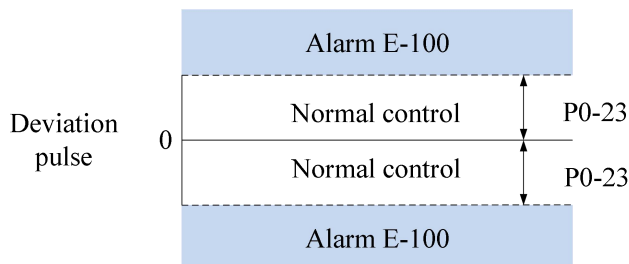 Alarm E-100
Normal control
P0-23
Deviation
pulse
0
Normal control
P0-23
Alarm E-100